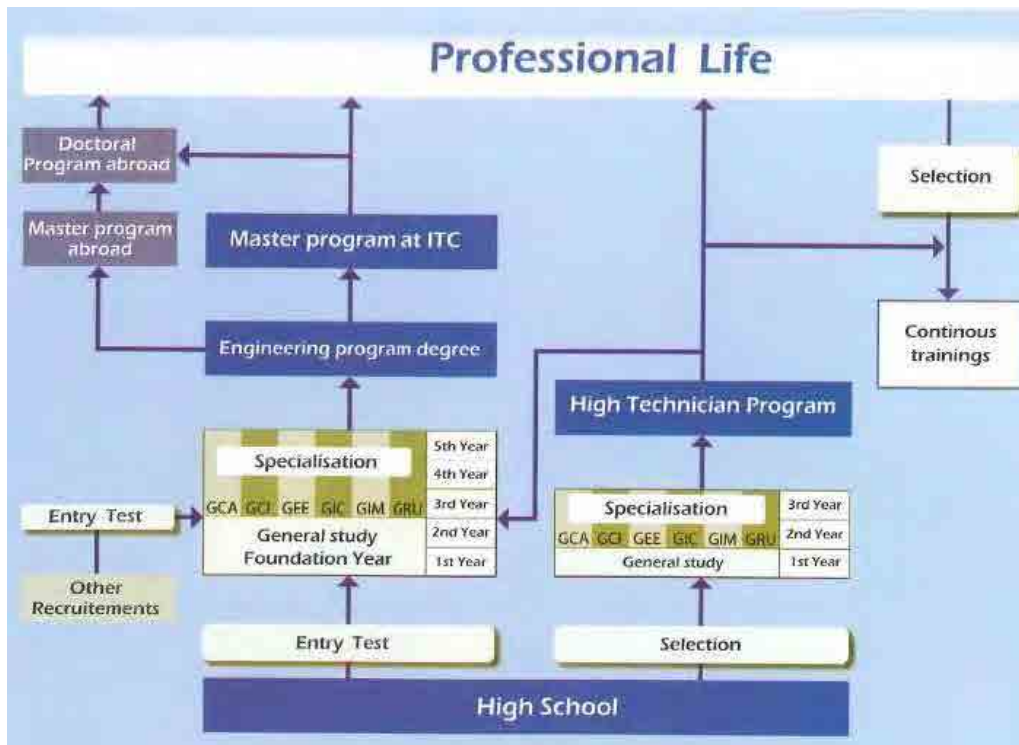 Professional Life
Doctoral
Program abroad
Selection
Master program
abroad
Master program at ITC
Engineering program degree
Continous
trainings
High Technician Program
Specialisation
5th Year
4th Year
3rd Year
2nd Year
1st Year
GCA GCI GEE GIC GIM GRU
General study
Foundation Year
Specialisation
3rd Year
2nd Year
1st Year
GCA GCI GEE GIC GIM GRU
General study
Entry Test
Other
Recruitements
Entry Test
Selection
High School